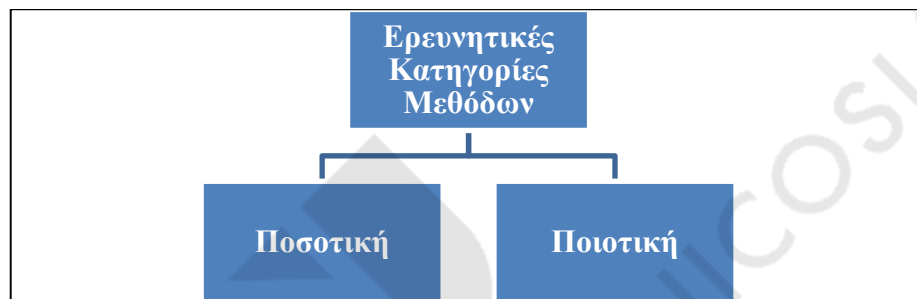 Ερευνητικές
Κατηγορίες
Μεθόδων
Ποσοτική
Ποιοτική